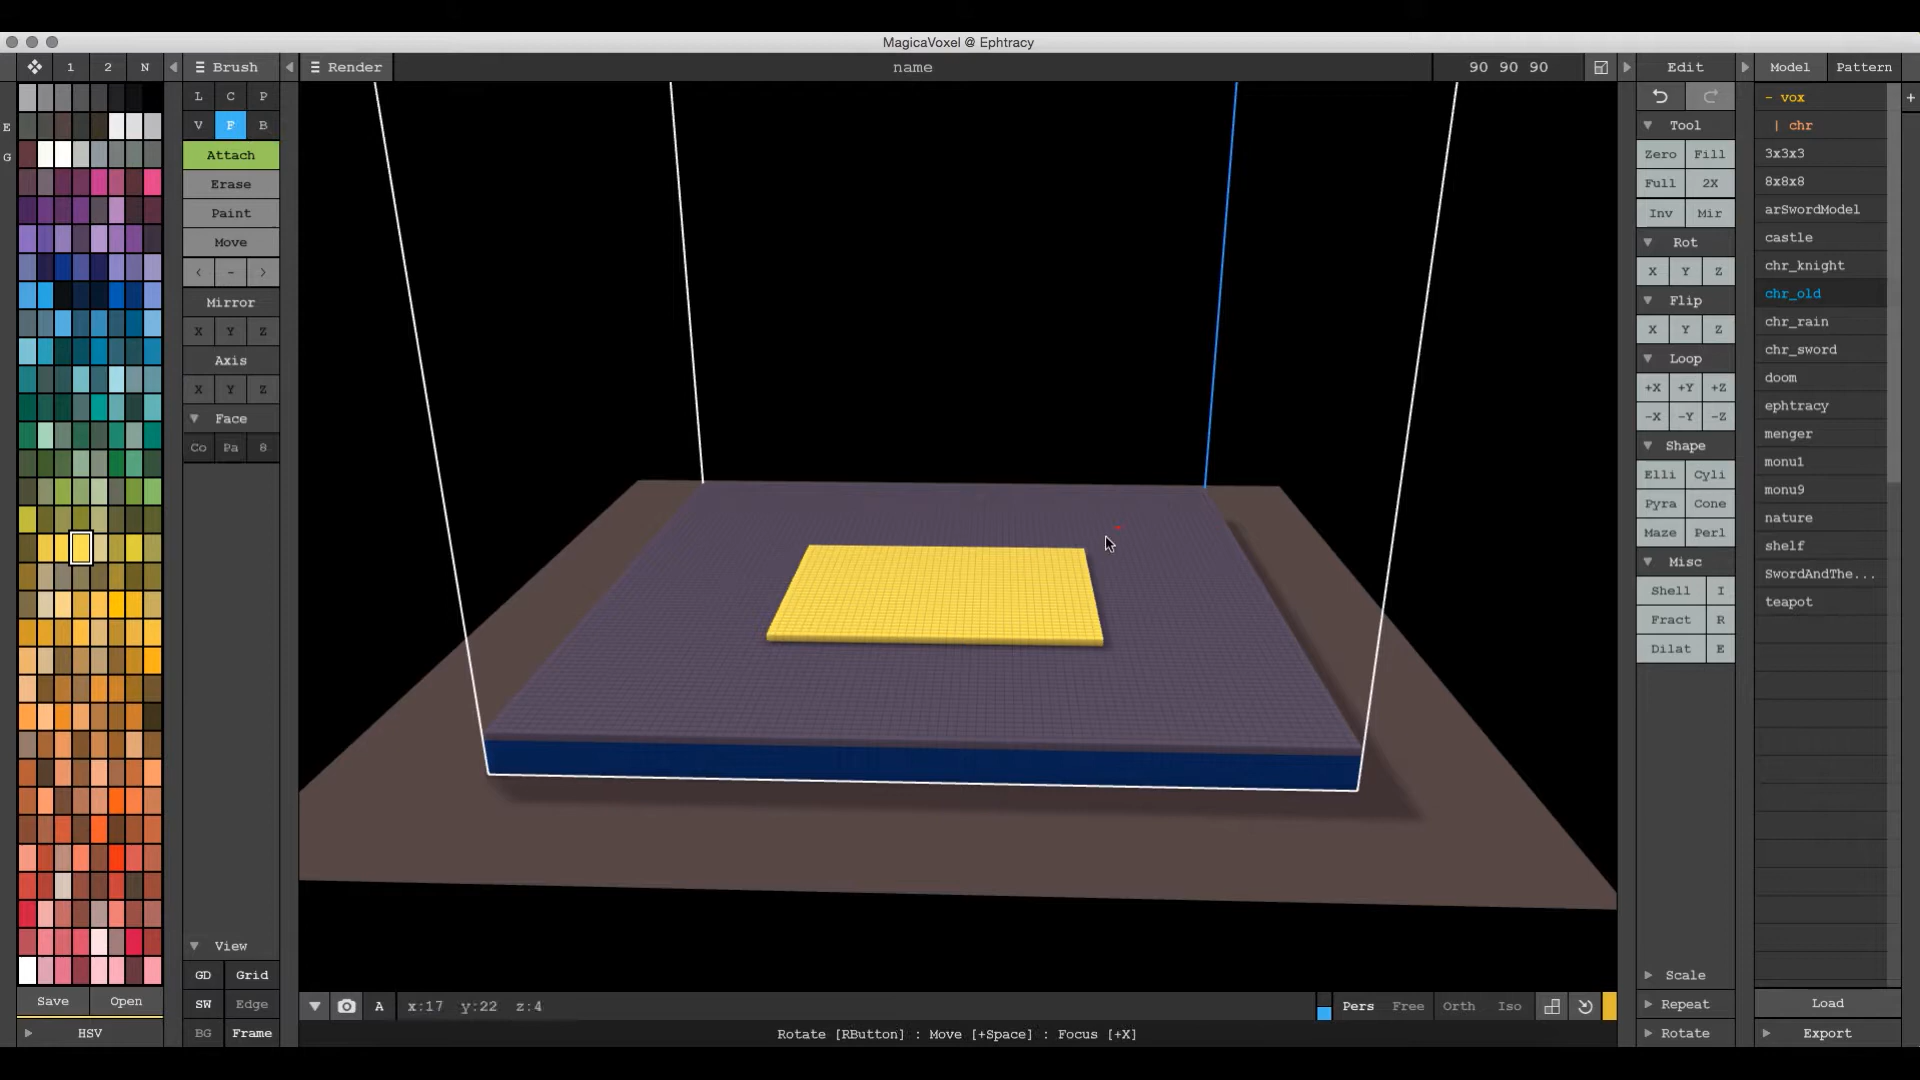 MagicaVoxel @ Ephtracy
1 2 N
Brush
Render
name
90 90 90
Edit
Model
Pattern
+
E
G
L C P
V F B
Attach
Erase
Paint
Move
< - >
Mirror
X Y Z
Axis
X Y Z
Face
Co Pa 8
View
GD Grid
SW Edge
BG Frame
Save Open
HSV
A x:17 y:22 z:4
Pers Free Orth Iso
Rotate [RButton] : Move [+Space] : Focus [+X]
Tool
Zero Fill
Full 2X
Inv Mir
Rot
X Y Z
Flip
X Y Z
Loop
+X +Y +Z
-X -Y -Z
Shape
Elli Cyli
Pyra Cone
Maze Perl
Misc
Shell I
Fract R
Dilat E
Scale
Repeat
Rotate
- vox
| chr
3x3x3
8x8x8
arSwordModel
castle
chr_knight
chr_old
chr_rain
chr_sword
doom
ephtracy
menger
monu1
monu9
nature
shelf
SwordAndThe...
teapot
Load
Export